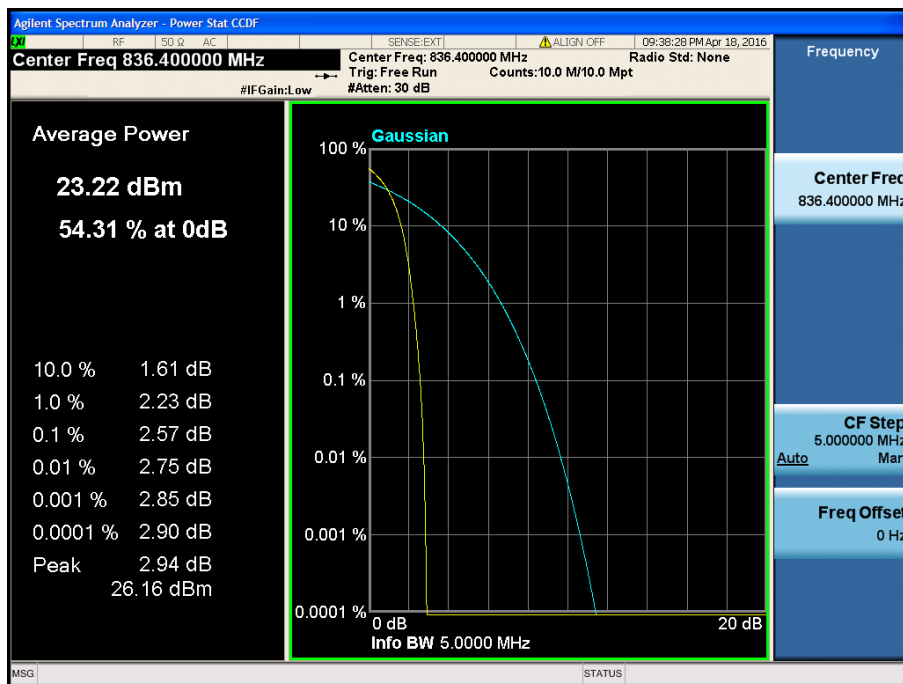 Agilent Spectrum Analyzer - Power Stat CCDF
LXI RF 50 Ω AC SENSE:EXT ALIGN OFF 09:38:28 PM Apr 18, 2016
Center Freq 836.400000 MHz
Center Freq: 836.400000 MHz Radio Std: None
Trig: Free Run Counts:10.0 M/10.0 Mpt
#IFGain:Low #Atten: 30 dB
Average Power
23.22 dBm
54.31 % at 0dB
10.0 % 1.61 dB
1.0 % 2.23 dB
0.1 % 2.57 dB
0.01 % 2.75 dB
0.001 % 2.85 dB
0.0001 % 2.90 dB
Peak 2.94 dB
26.16 dBm
Gaussian
100 %
10 %
1 %
0.1 %
0.01 %
0.001 %
0.0001 %
0 dB 20 dB
Info BW 5.0000 MHz
Frequency
Center Freq
836.400000 MHz
CF Step
5.000000 MHz
Auto Man
Freq Offset
0 Hz
MSG STATUS